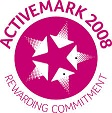 ACTIVEMARK 2008
REWARDING COMMITMENT